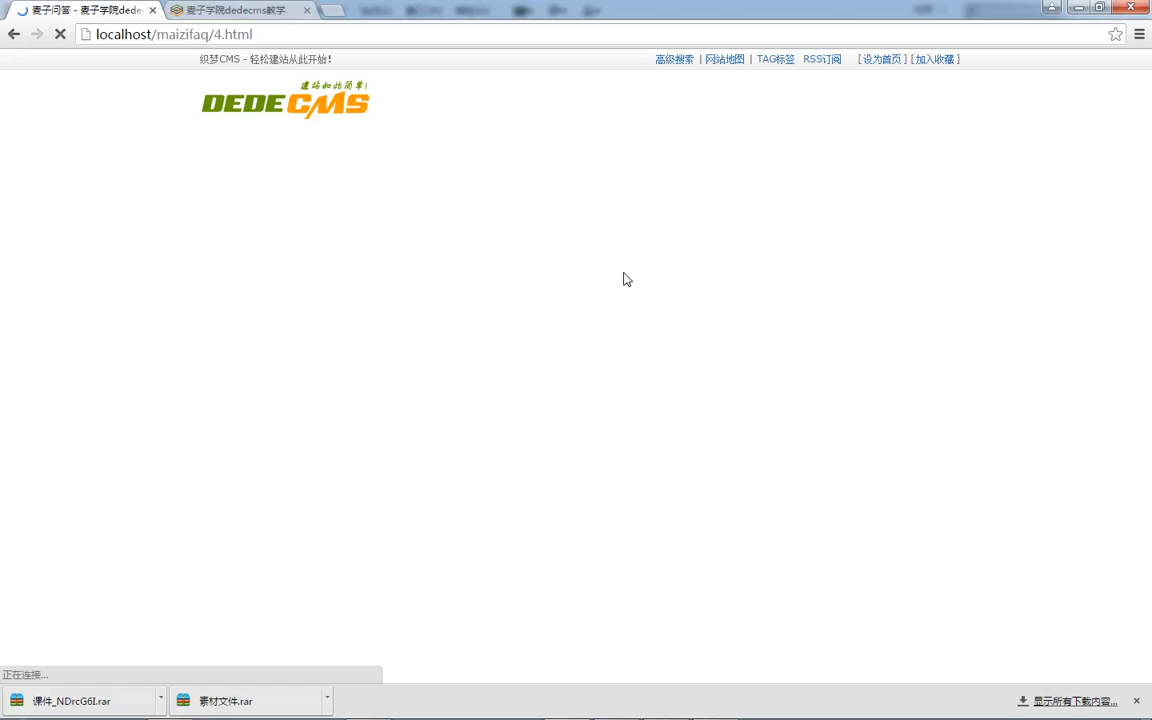 麦子问答 - 麦子学院dede
麦子学院dedecms教学
localhost/maizifaq/4.html
织梦CMS - 轻松建站从此开始!
高级搜索 | 网站地图 | TAG标签 RSS订阅 [设为首页] [加入收藏]
建站如此简单!
DEDECMS
正在连接...
课件_NDrcG6I.rar
素材文件.rar
显示所有下载内容...